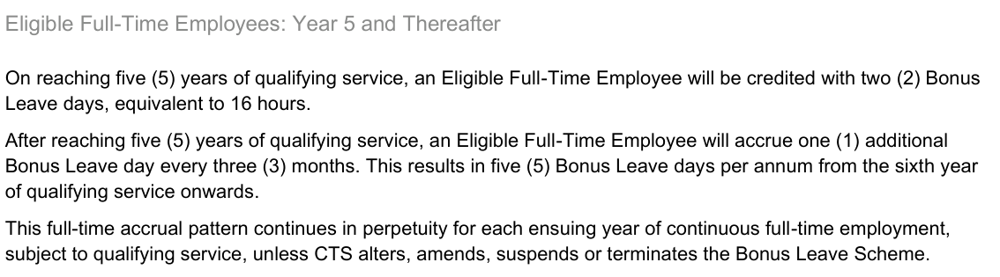 Eligible Full-Time Employees: Year 5 and Thereafter
On reaching five (5) years of qualifying service, an Eligible Full-Time Employee will be credited with two (2) Bonus
Leave days, equivalent to 16 hours.
After reaching five (5) years of qualifying service, an Eligible Full-Time Employee will accrue one (1) additional
Bonus Leave day every three (3) months. This results in five (5) Bonus Leave days per annum from the sixth year
of qualifying service onwards.
This full-time accrual pattern continues in perpetuity for each ensuing year of continuous full-time employment,
subject to qualifying service, unless CTS alters, amends, suspends or terminates the Bonus Leave Scheme.